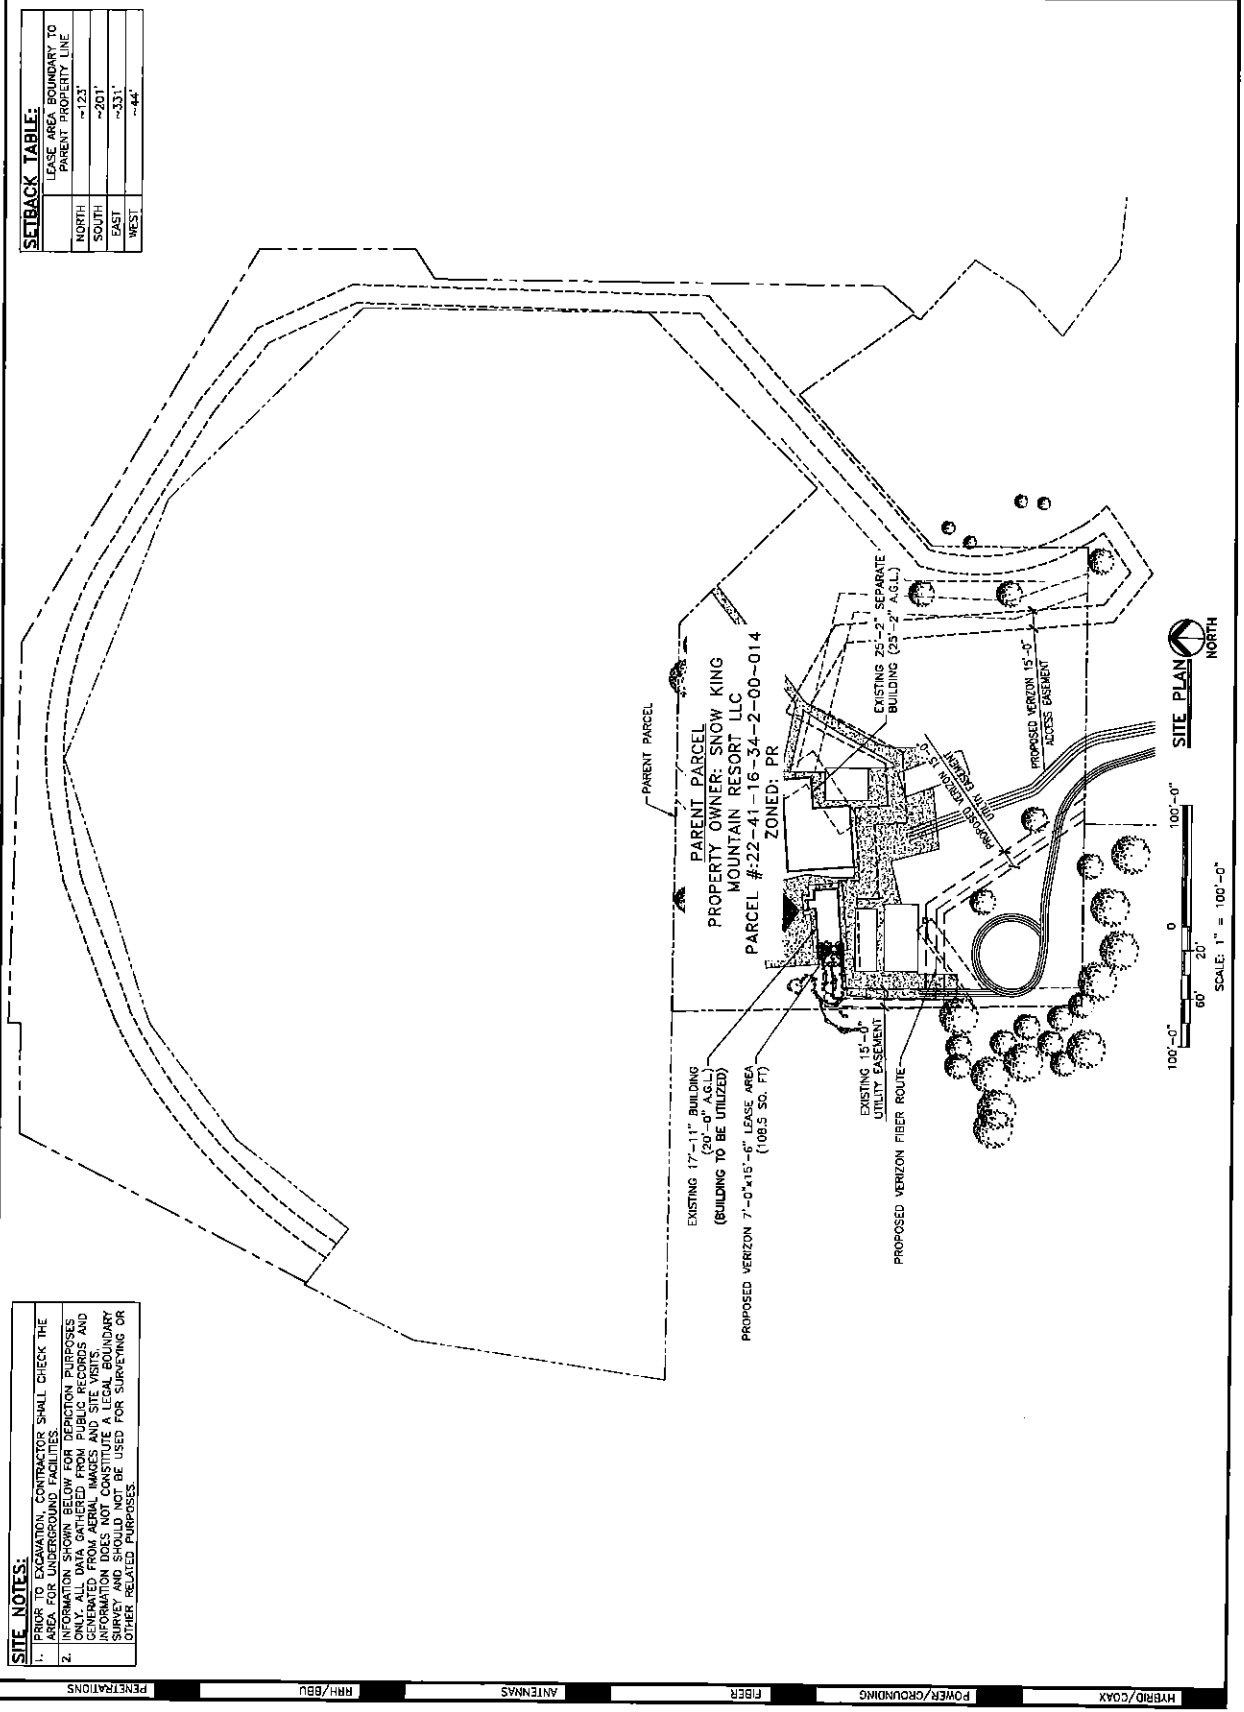 SITE NOTES:
1. PRIOR TO EXCAVATION, CONTRACTOR SHALL CHECK THE
AREA FOR UNDERGROUND FACILITIES.
2. INFORMATION SHOWN BELOW FOR DEPICTION PURPOSES
ONLY. ALL DATA GATHERED FROM PUBLIC RECORDS AND
GENERATED FROM AERIAL IMAGES AND SITE VISITS.
INFORMATION DOES NOT CONSTITUTE A LEGAL BOUNDARY
SURVEY AND SHOULD NOT BE USED FOR SURVEYING OR
OTHER RELATED PURPOSES.
SETBACK TABLE:
LEASE AREA BOUNDARY TO
PARENT PROPERTY LINE
NORTH ~123'
SOUTH ~201'
EAST ~331'
WEST ~44'
PARENT PARCEL
PARENT PARCEL
PROPERTY OWNER: SNOW KING
MOUNTAIN RESORT LLC
PARCEL #:22-41-16-34-2-00-014
ZONED: PR
EXISTING 17'-11" BUILDING
(20'-0" A.G.L.)
(BUILDING TO BE UTILIZED)
PROPOSED VERIZON 7'-0"x15'-6" LEASE AREA
(108.5 SQ. FT)
EXISTING 15'-0"
UTILITY EASEMENT
PROPOSED VERIZON FIBER ROUTE
EXISTING 25'-2" SEPARATE
BUILDING (25'-2" A.G.L.)
PROPOSED VERIZON 15'-0"
UTILITY EASEMENT
PROPOSED VERIZON 15'-0"
ACCESS EASEMENT
100'-0" 0 100'-0"
60' 20'
SCALE: 1" = 100'-0"
SITE PLAN
NORTH
PENETRATIONS
RRH/BBU
ANTENNAS
FIBER
POWER/GROUNDING
HYBRID/COAX